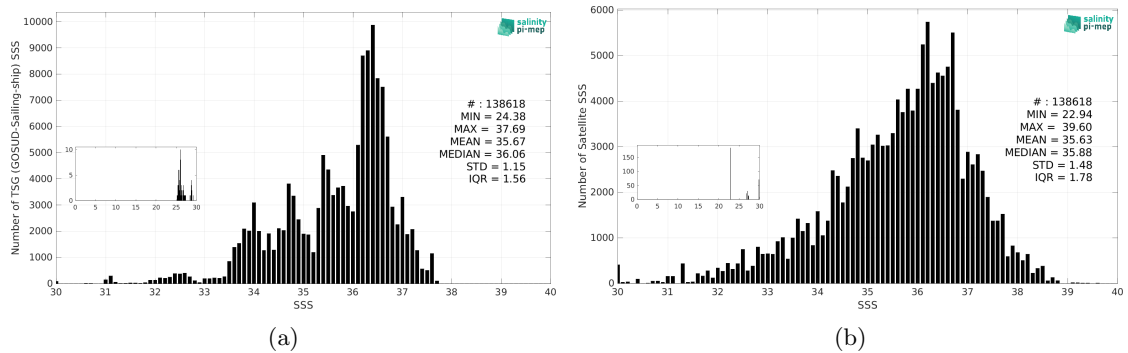 10000
9000
8000
7000
6000
5000
4000
3000
2000
1000
0
30 31 32 33 34 35 36 37 38 39 40
SSS
Number of TSG (GOSUD-Sailing-ship) SSS
salinity
pi-mep
# : 138618
MIN = 24.38
MAX = 37.69
MEAN = 35.67
MEDIAN = 36.06
STD = 1.15
IQR = 1.56
10
5
0
0 5 10 15 20 25 30
(a)
6000
5000
4000
3000
2000
1000
0
30 31 32 33 34 35 36 37 38 39 40
SSS
Number of Satellite SSS
salinity
pi-mep
# : 138618
MIN = 22.94
MAX = 39.60
MEAN = 35.63
MEDIAN = 35.88
STD = 1.48
IQR = 1.78
150
100
50
0
0 5 10 15 20 25 30
(b)